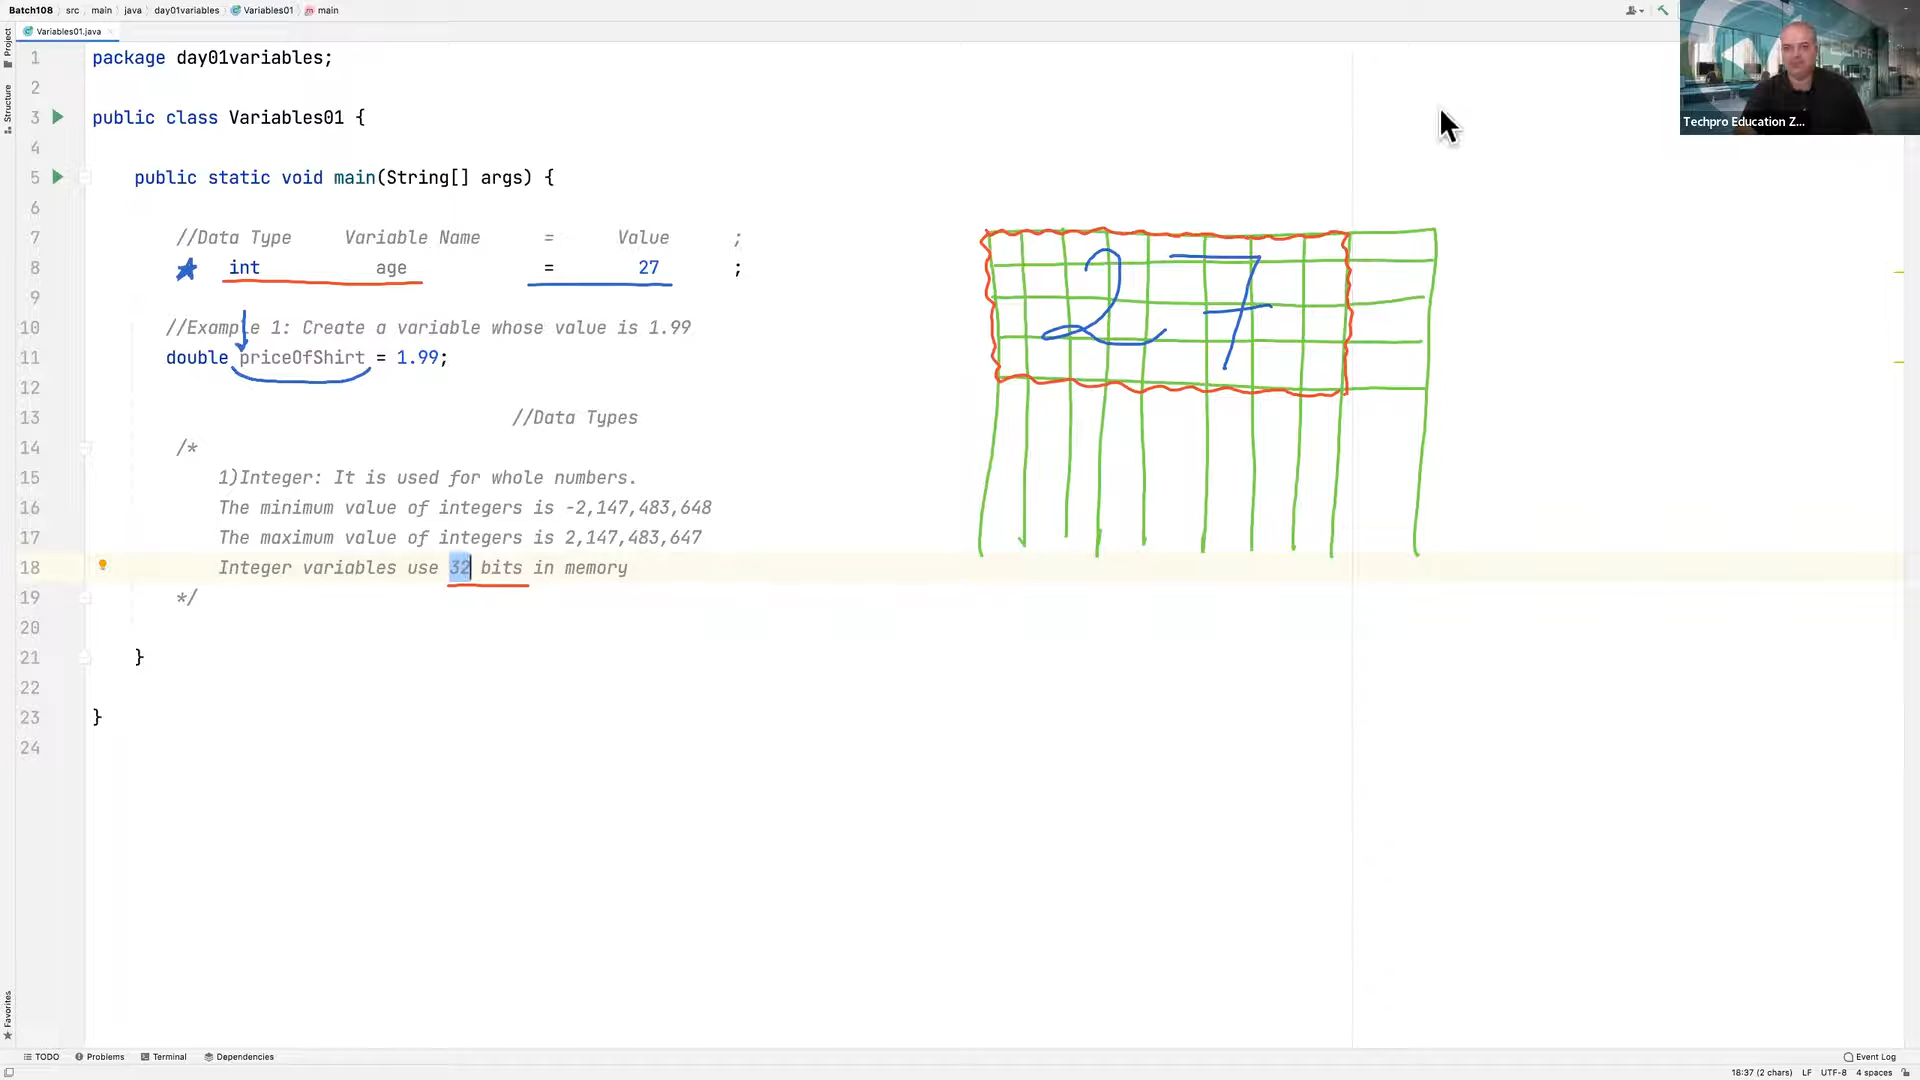 Batch108 src main java day01variables Variables01 main
Variables01.java
Project
Structure
Favorites
1 package day01variables;
2
3 public class Variables01 {
4
5 public static void main(String[] args) {
6
7 //Data Type Variable Name = Value ;
8 int age = 27 ;
9
10 //Example 1: Create a variable whose value is 1.99
11 double priceOfShirt = 1.99;
12
13 //Data Types
14 /*
15 1)Integer: It is used for whole numbers.
16 The minimum value of integers is -2,147,483,648
17 The maximum value of integers is 2,147,483,647
18 Integer variables use 32 bits in memory
19 */
20
21 }
22
23 }
24
27
Techpro Education Z...
TODO Problems Terminal Dependencies
Event Log
18:37 (2 chars) LF UTF-8 4 spaces